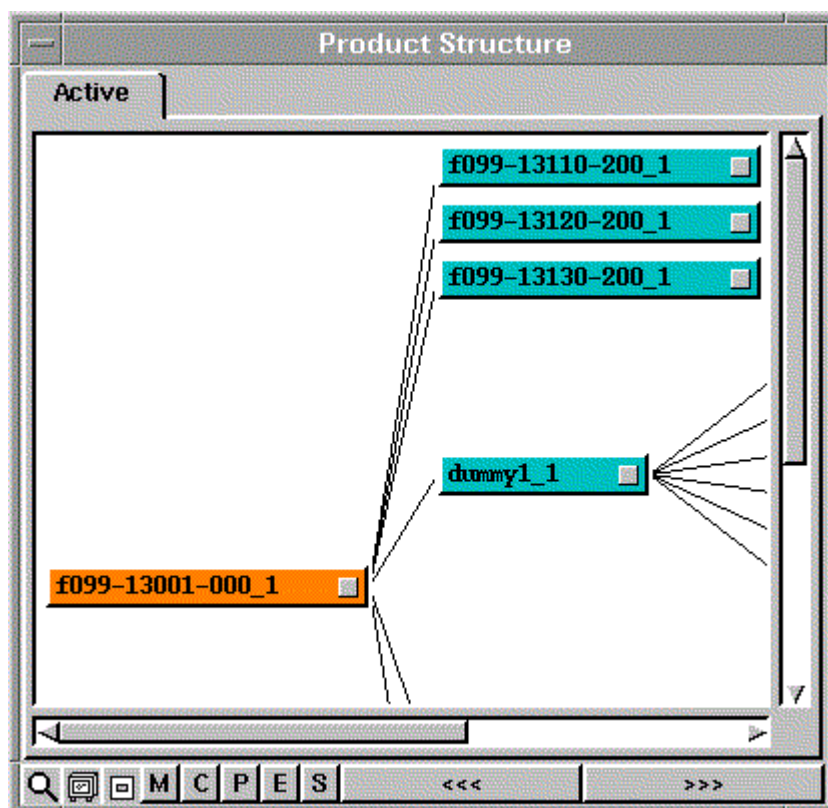 Product Structure
Active
f099-13110-200_1
f099-13120-200_1
f099-13130-200_1
dummy1_1
f099-13001-000_1
M C P E S <<< >>>